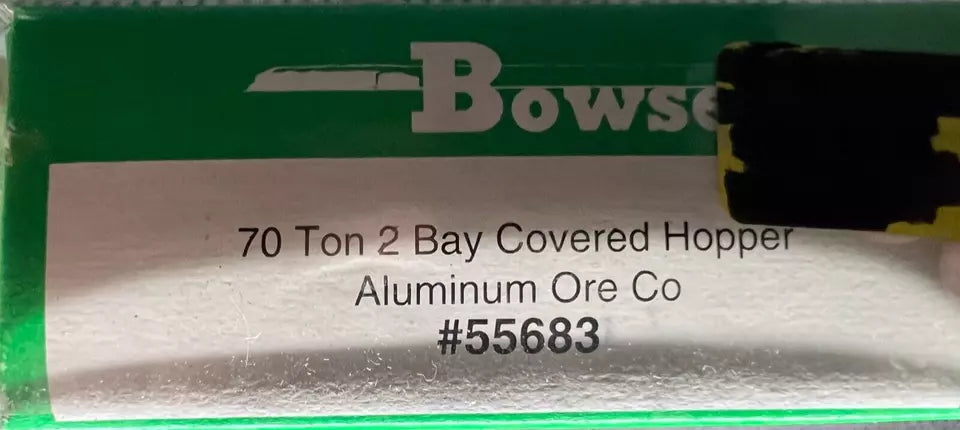 Bowse
70 Ton 2 Bay Covered Hopper
Aluminum Ore Co
#55683